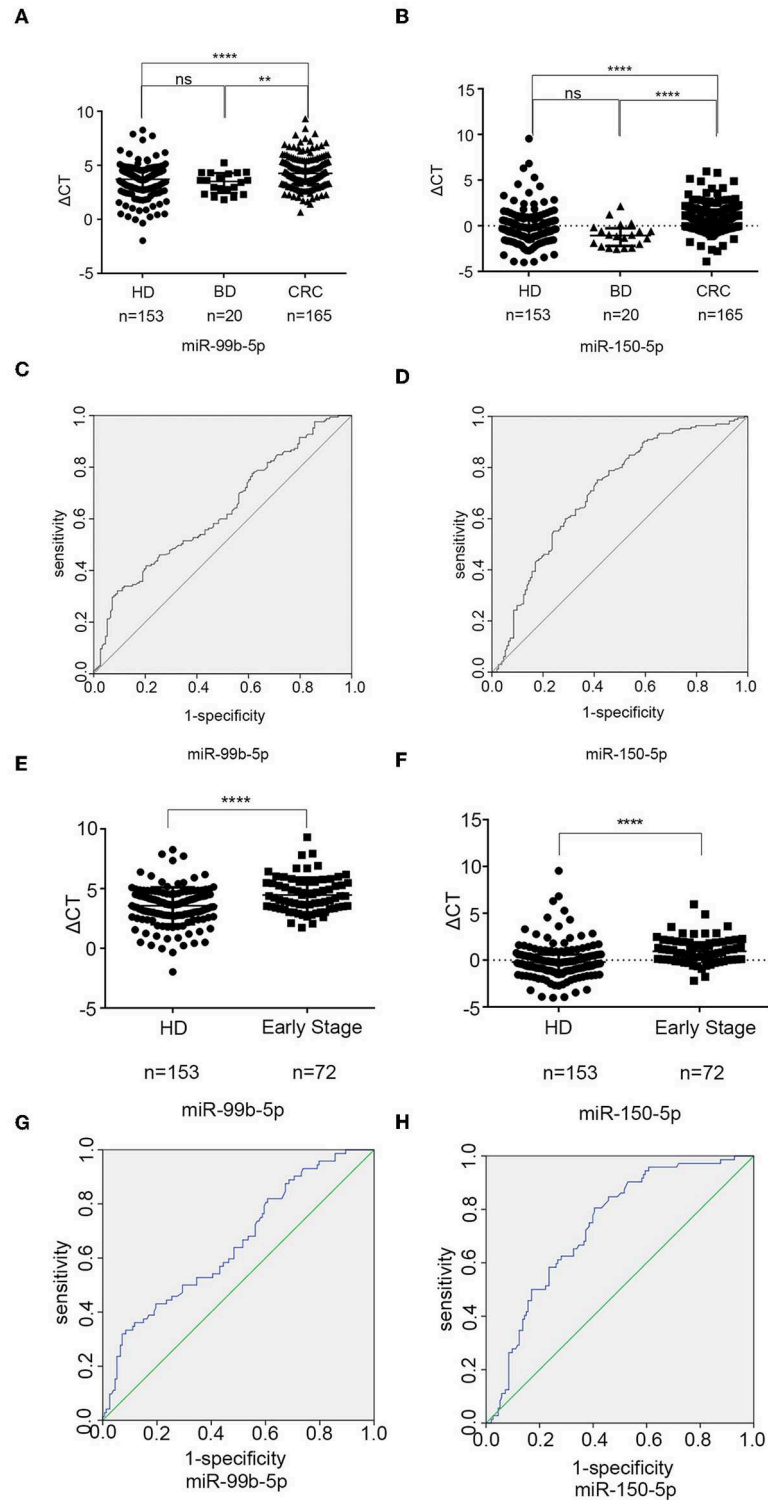 A
****
ns
**
ΔCT
10
5
0
-5
HD
BD
CRC
n=153
n=20
n=165
miR-99b-5p
B
****
ns
****
ΔCT
15
10
5
0
-5
HD
BD
CRC
n=153
n=20
n=165
miR-150-5p
C
sensitivity
1.0
0.8
0.6
0.4
0.2
0.0
0.0
0.2
0.4
0.6
0.8
1.0
1-specificity
miR-99b-5p
D
sensitivity
1.0
0.8
0.6
0.4
0.2
0.0
0.0
0.2
0.4
0.6
0.8
1.0
1-specificity
miR-150-5p
E
****
ΔCT
10
5
0
-5
HD
Early Stage
n=153
n=72
miR-99b-5p
F
****
ΔCT
15
10
5
0
-5
HD
Early Stage
n=153
n=72
miR-150-5p
G
sensitivity
1.0
0.8
0.6
0.4
0.2
0.0
0.0
0.2
0.4
0.6
0.8
1.0
1-specificity
miR-99b-5p
H
sensitivity
1.0
0.8
0.6
0.4
0.2
0.0
0.0
0.2
0.4
0.6
0.8
1.0
1-specificity
miR-150-5p